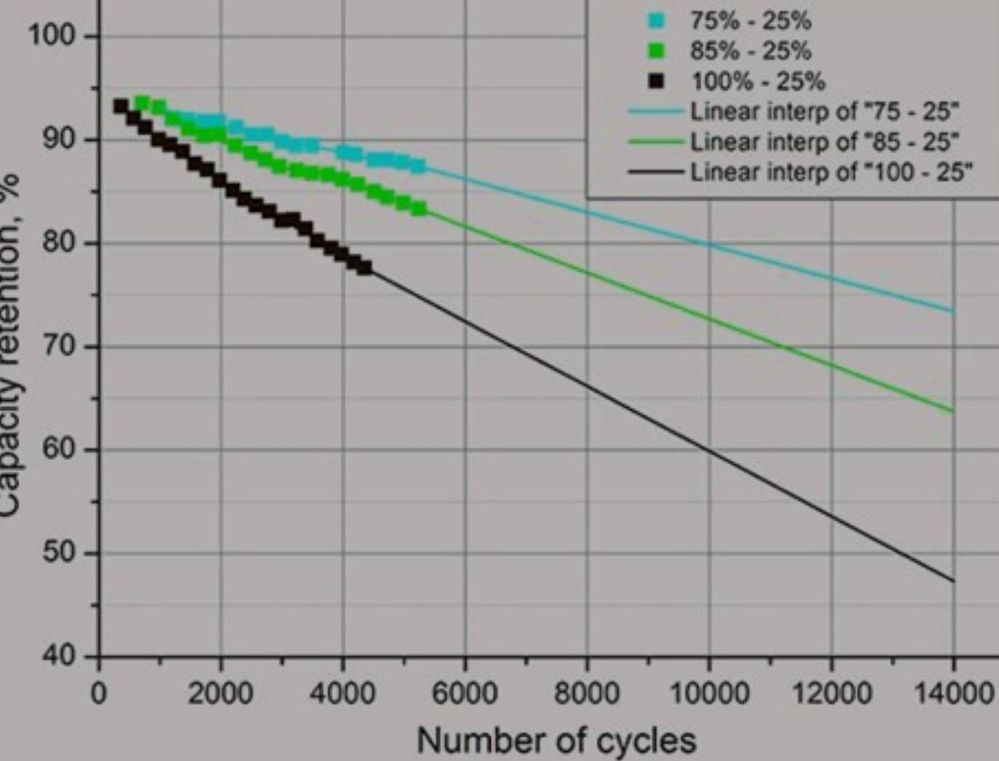 75% - 25%
85% - 25%
100% - 25%
Linear interp of "75 - 25"
Linear interp of "85 - 25"
Linear interp of "100 - 25"
Capacity retention, %
100
90
80
70
60
50
40
0 2000 4000 6000 8000 10000 12000 14000
Number of cycles